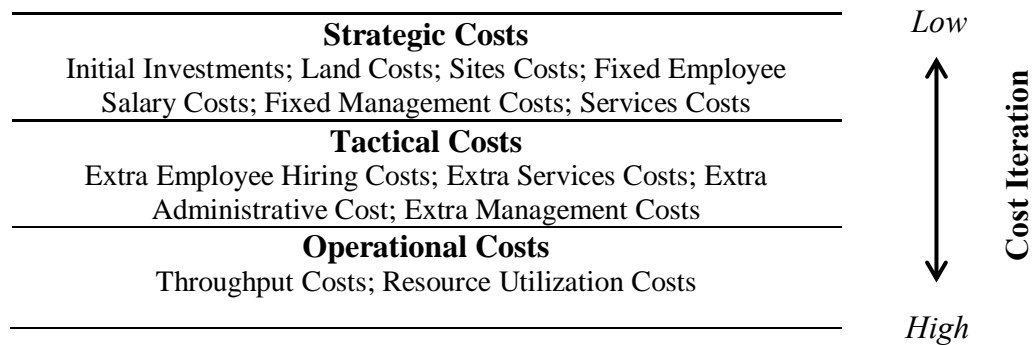 Strategic Costs
Initial Investments; Land Costs; Sites Costs; Fixed Employee
Salary Costs; Fixed Management Costs; Services Costs
Tactical Costs
Extra Employee Hiring Costs; Extra Services Costs; Extra
Administrative Cost; Extra Management Costs
Operational Costs
Throughput Costs; Resource Utilization Costs
Low
Cost Iteration
High